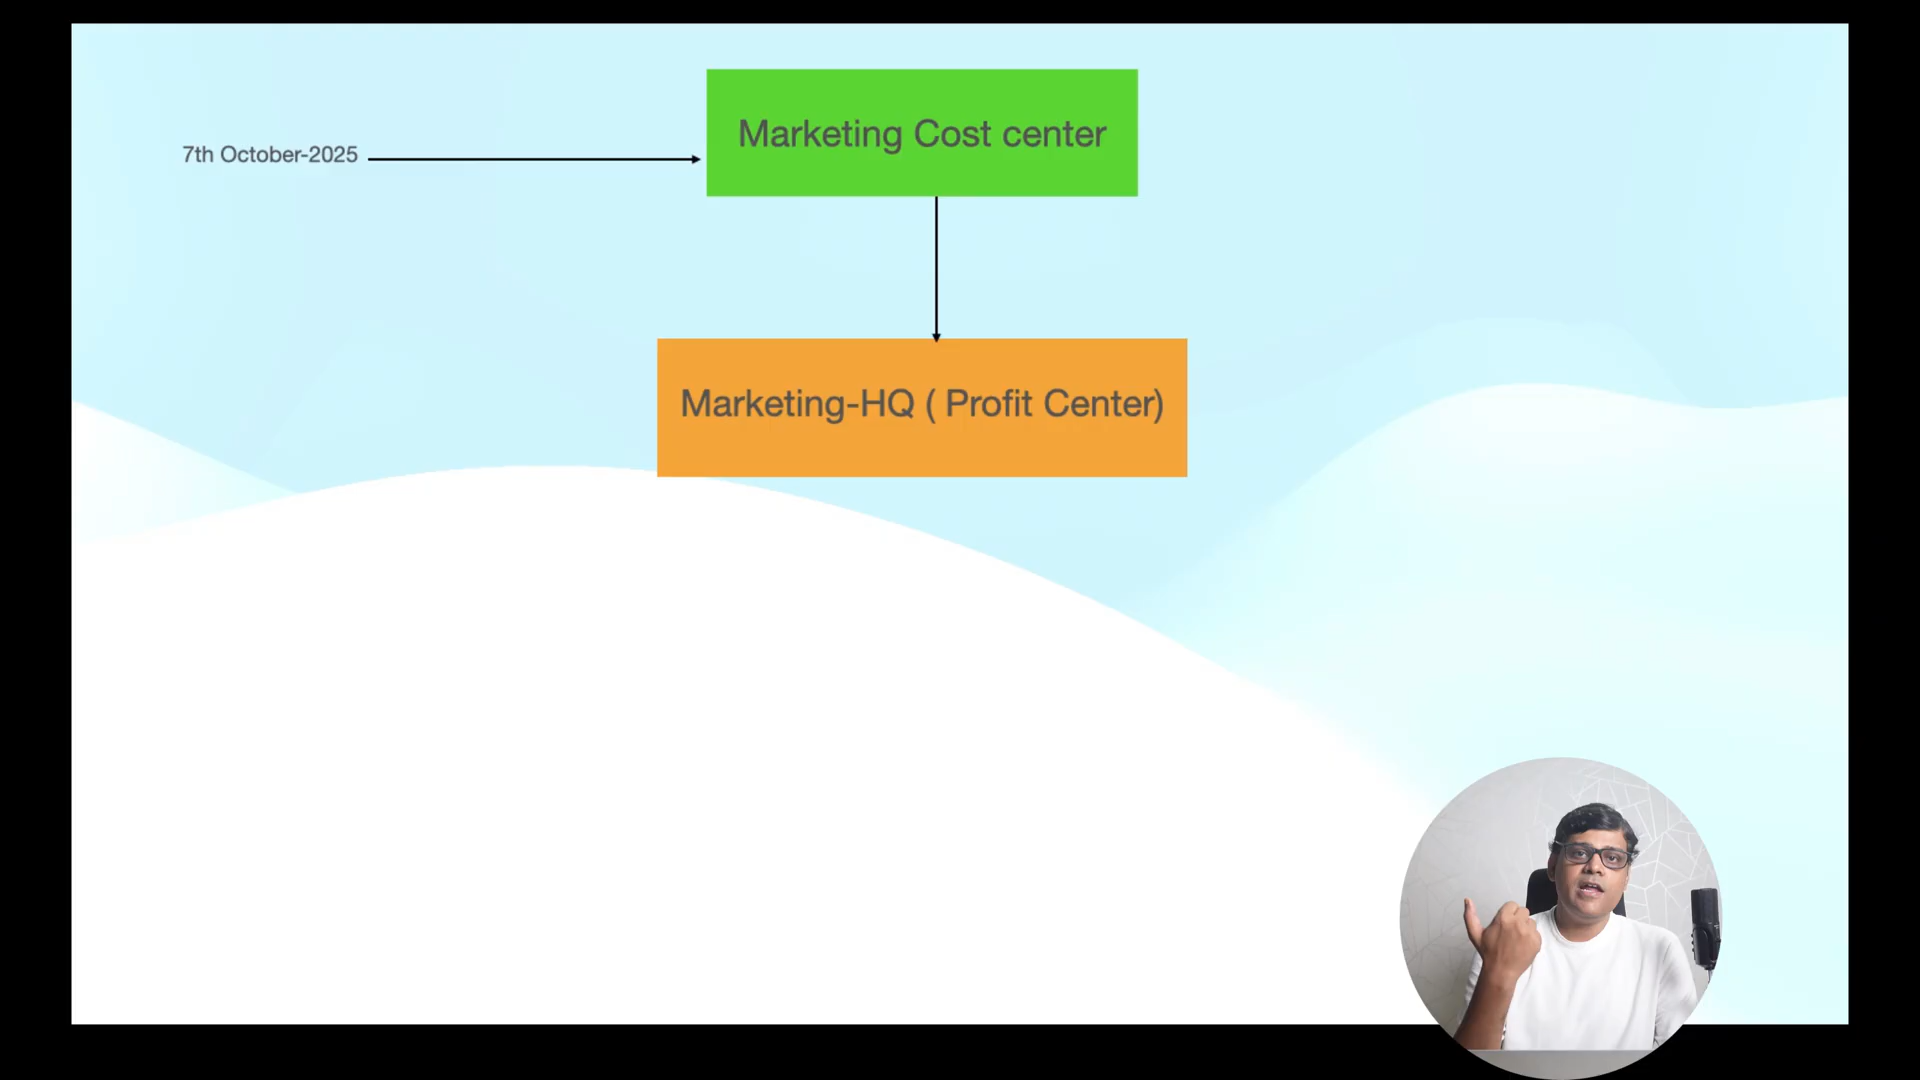 Marketing Cost center
7th October-2025
Marketing-HQ ( Profit Center)